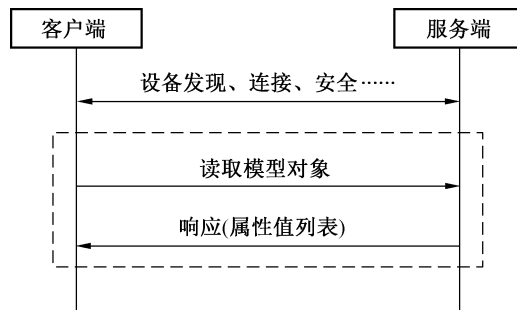 客户端
服务端
设备发现、连接、安全……
读取模型对象
响应(属性值列表)